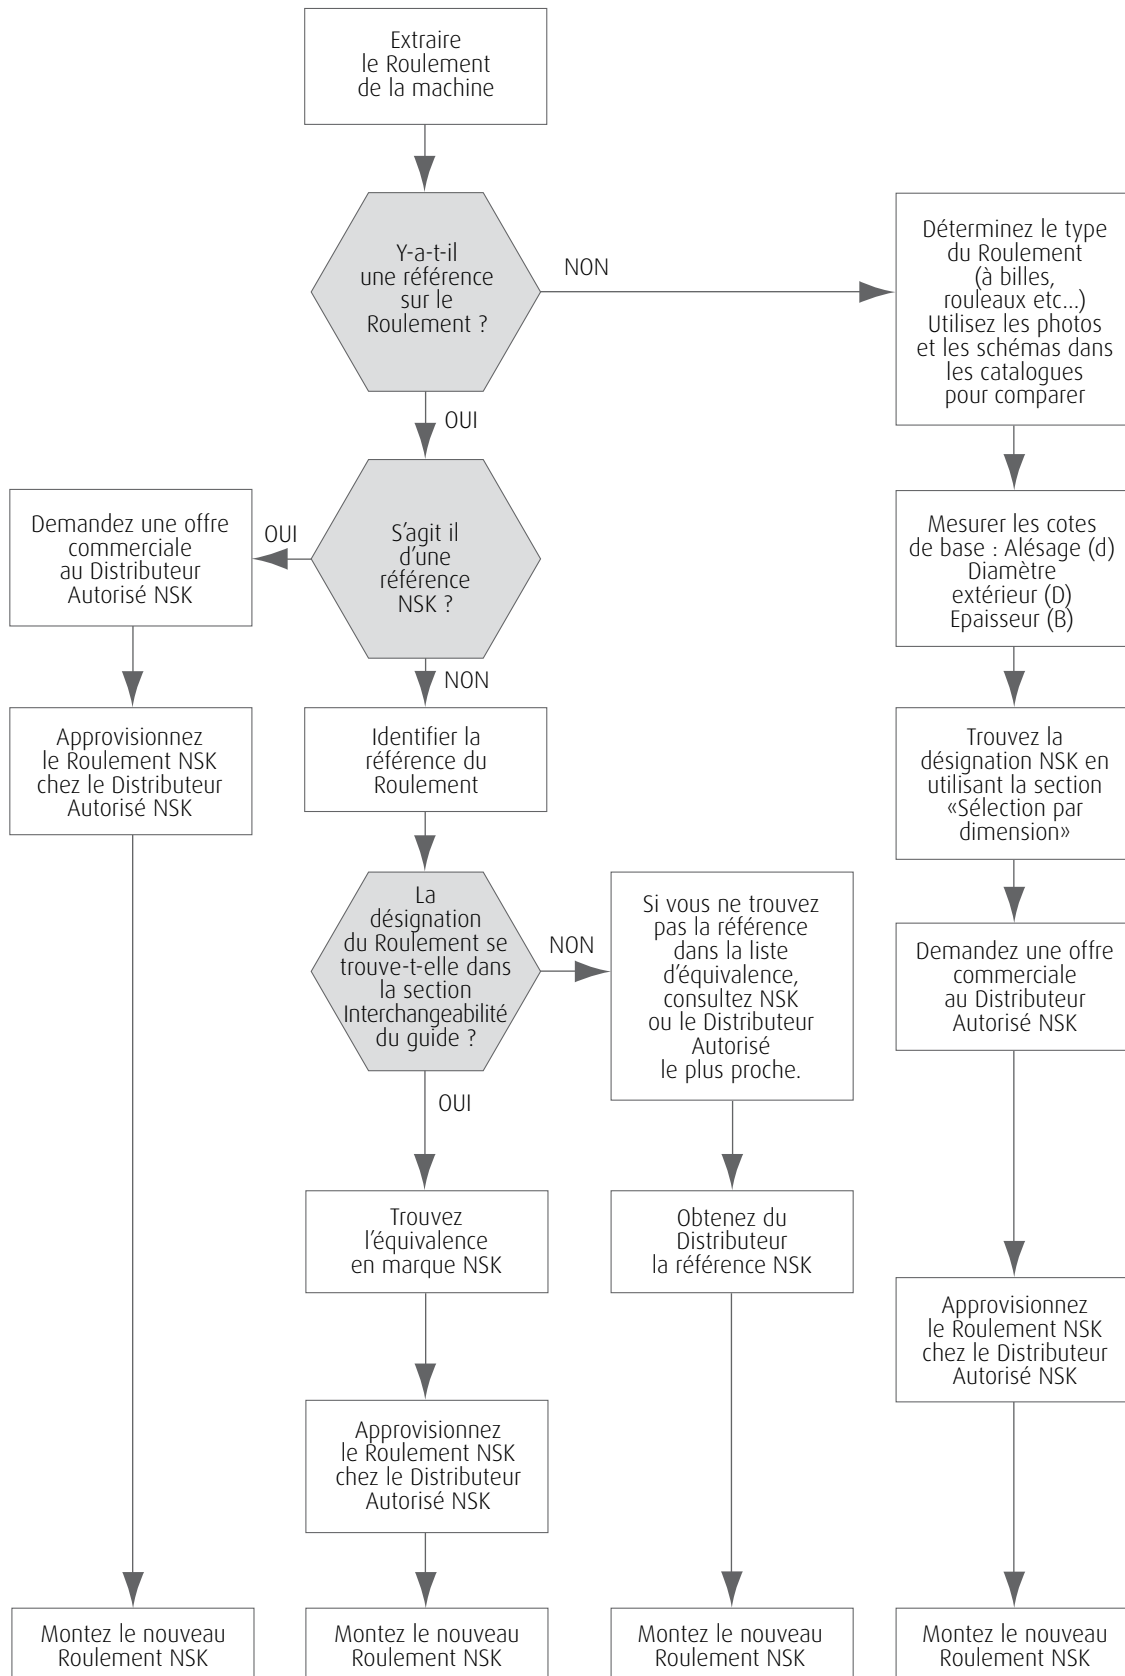 Extraire
le Roulement
de la machine
Y-a-t-il
une référence
sur le
Roulement ?
NON
Déterminez le type
du Roulement
(à billes,
rouleaux etc...)
Utilisez les photos
et les schémas dans
les catalogues
pour comparer
OUI
S'agit il
d'une
référence
NSK ?
OUI
Demandez une offre
commerciale
au Distributeur
Autorisé NSK
Mesurer les cotes
de base : Alésage (d)
Diamètre
extérieur (D)
Epaisseur (B)
NON
Approvisionnez
le Roulement NSK
chez le Distributeur
Autorisé NSK
Identifier la
référence du
Roulement
Trouvez la
désignation NSK en
utilisant la section
«Sélection par
dimension»
La
désignation
du Roulement se
trouve-t-elle dans
la section
Interchangeabilité
du guide ?
NON
Si vous ne trouvez
pas la référence
dans la liste
d'équivalence,
consultez NSK
ou le Distributeur
Autorisé
le plus proche.
Demandez une offre
commerciale
au Distributeur
Autorisé NSK
OUI
Trouvez
l'équivalence
en marque NSK
Obtenez du
Distributeur
la référence NSK
Approvisionnez
le Roulement NSK
chez le Distributeur
Autorisé NSK
Approvisionnez
le Roulement NSK
chez le Distributeur
Autorisé NSK
Montez le nouveau
Roulement NSK
Montez le nouveau
Roulement NSK
Montez le nouveau
Roulement NSK
Montez le nouveau
Roulement NSK